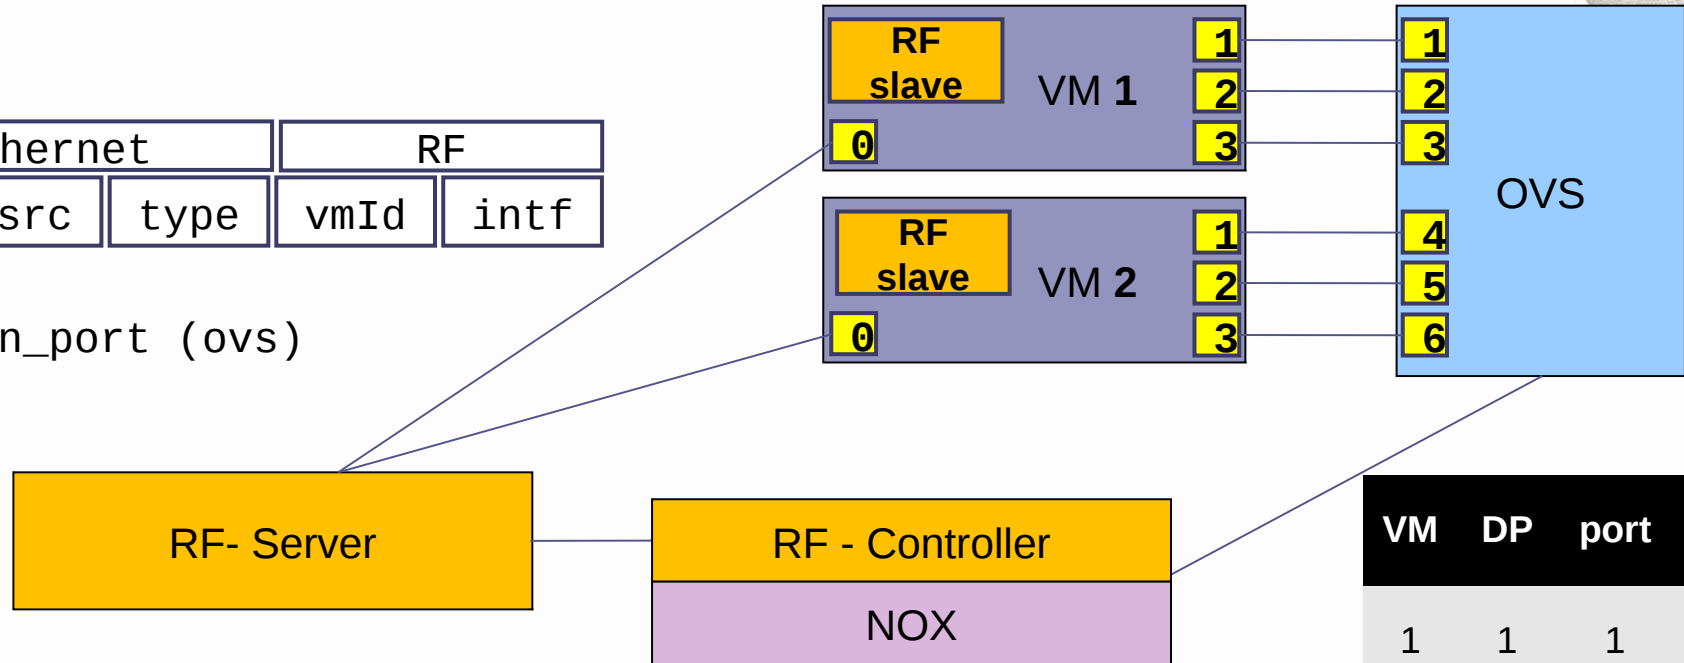 hernet RF
src type vmId intf
n_port (ovs)
RF
slave
VM 1
0
1
2
3
RF
slave
VM 2
0
1
2
3
1
2
3
4
5
6
OVS
RF- Server
RF - Controller
NOX
VM DP port
1 1 1